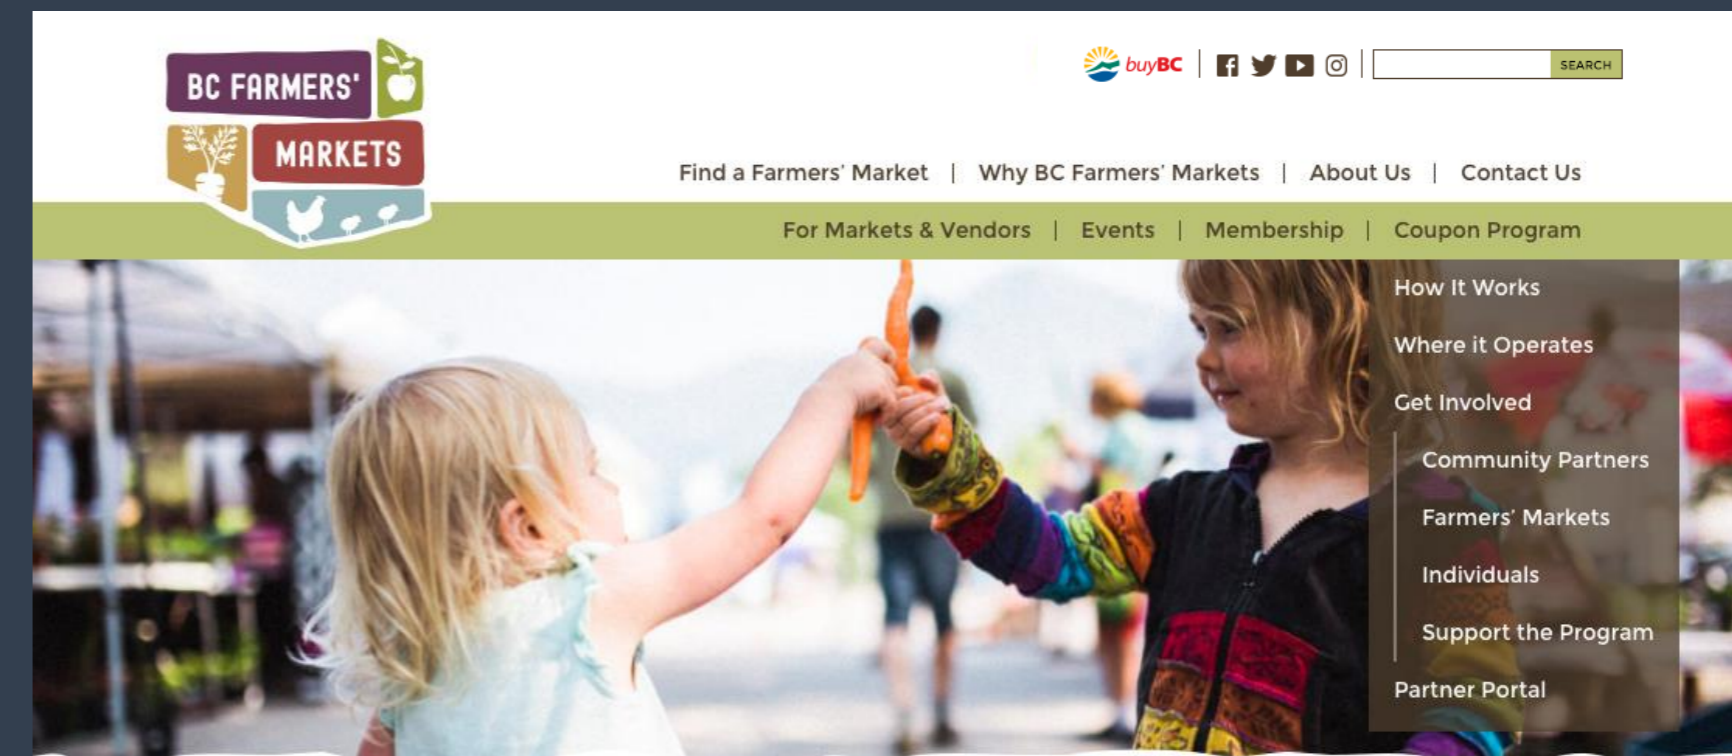 BC FARMERS'
MARKETS
buyBC
SEARCH
Find a Farmers' Market | Why BC Farmers' Markets | About Us | Contact Us
For Markets & Vendors | Events | Membership | Coupon Program
How It Works
Where it Operates
Get Involved
Community Partners
Farmers' Markets
Individuals
Support the Program
Partner Portal